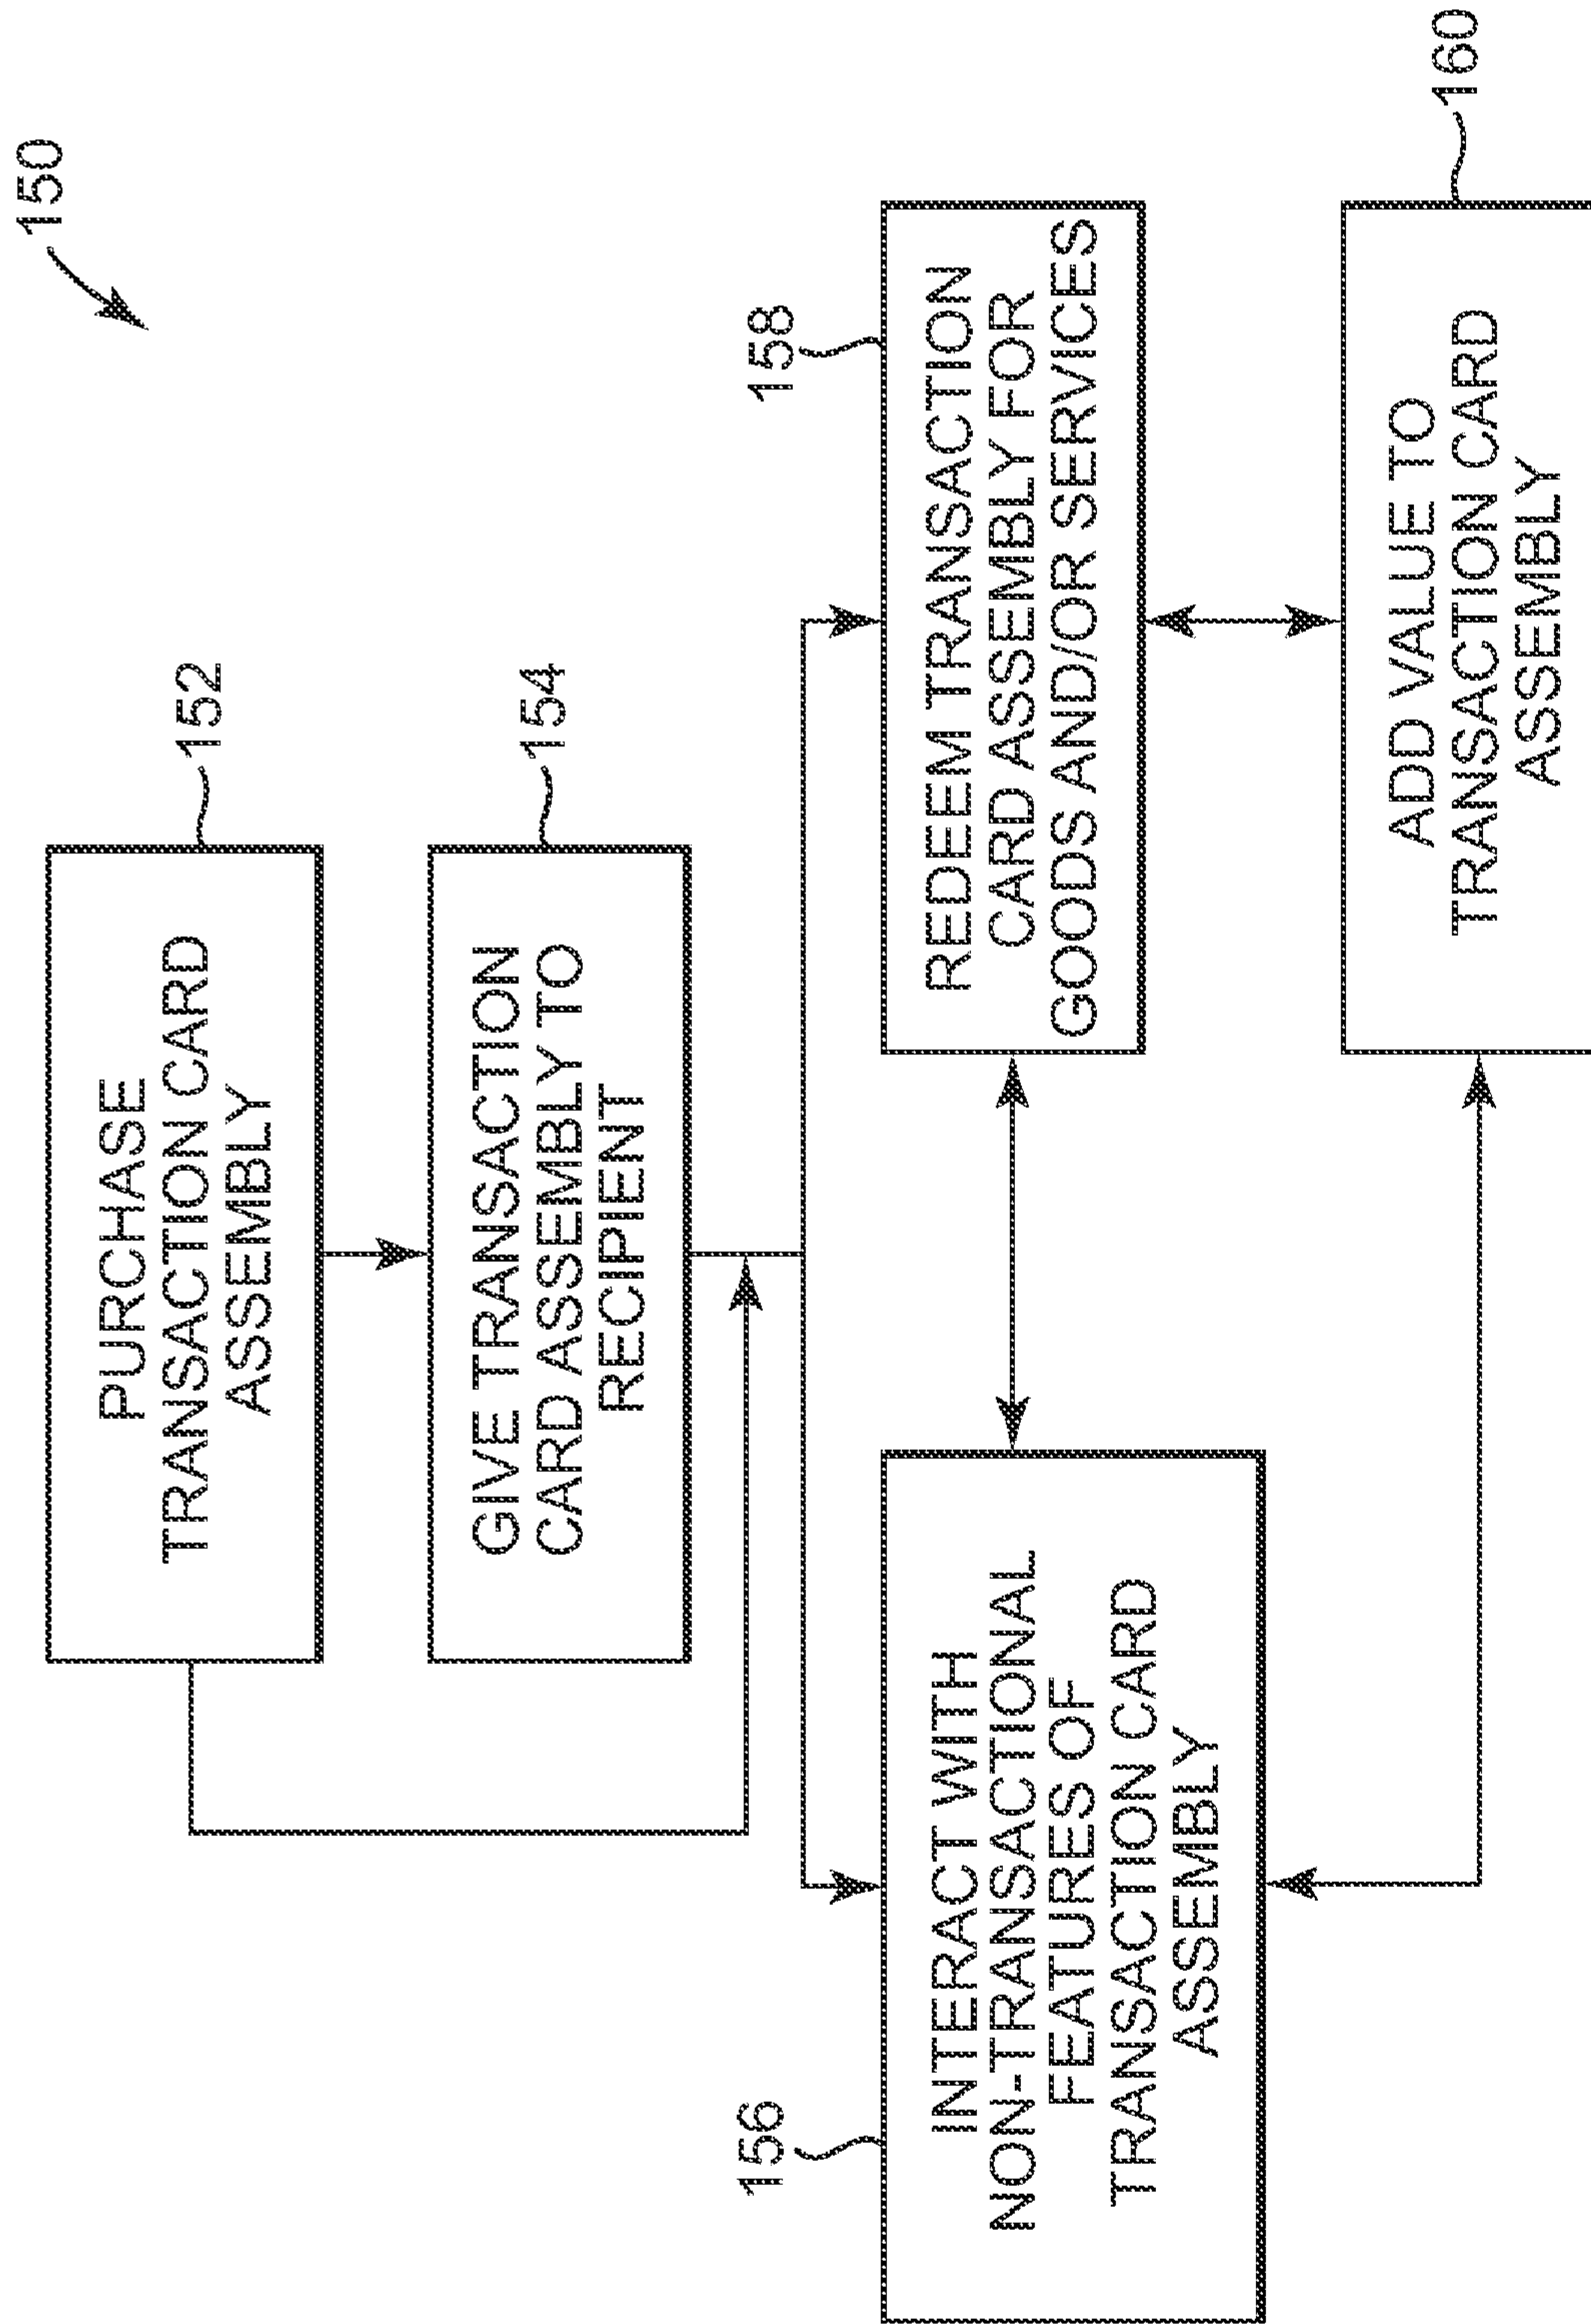 150
PURCHASE
TRANSACTION CARD
ASSEMBLY
152
GIVE TRANSACTION
CARD ASSEMBLY TO
RECIPIENT
154
156
INTERACT WITH
NON-TRANSACTIONAL
FEATURES OF
TRANSACTION CARD
ASSEMBLY
158
REDEEM TRANSACTION
CARD ASSEMBLY FOR
GOODS AND/OR SERVICES
ADD VALUE TO
TRANSACTION CARD
ASSEMBLY
160